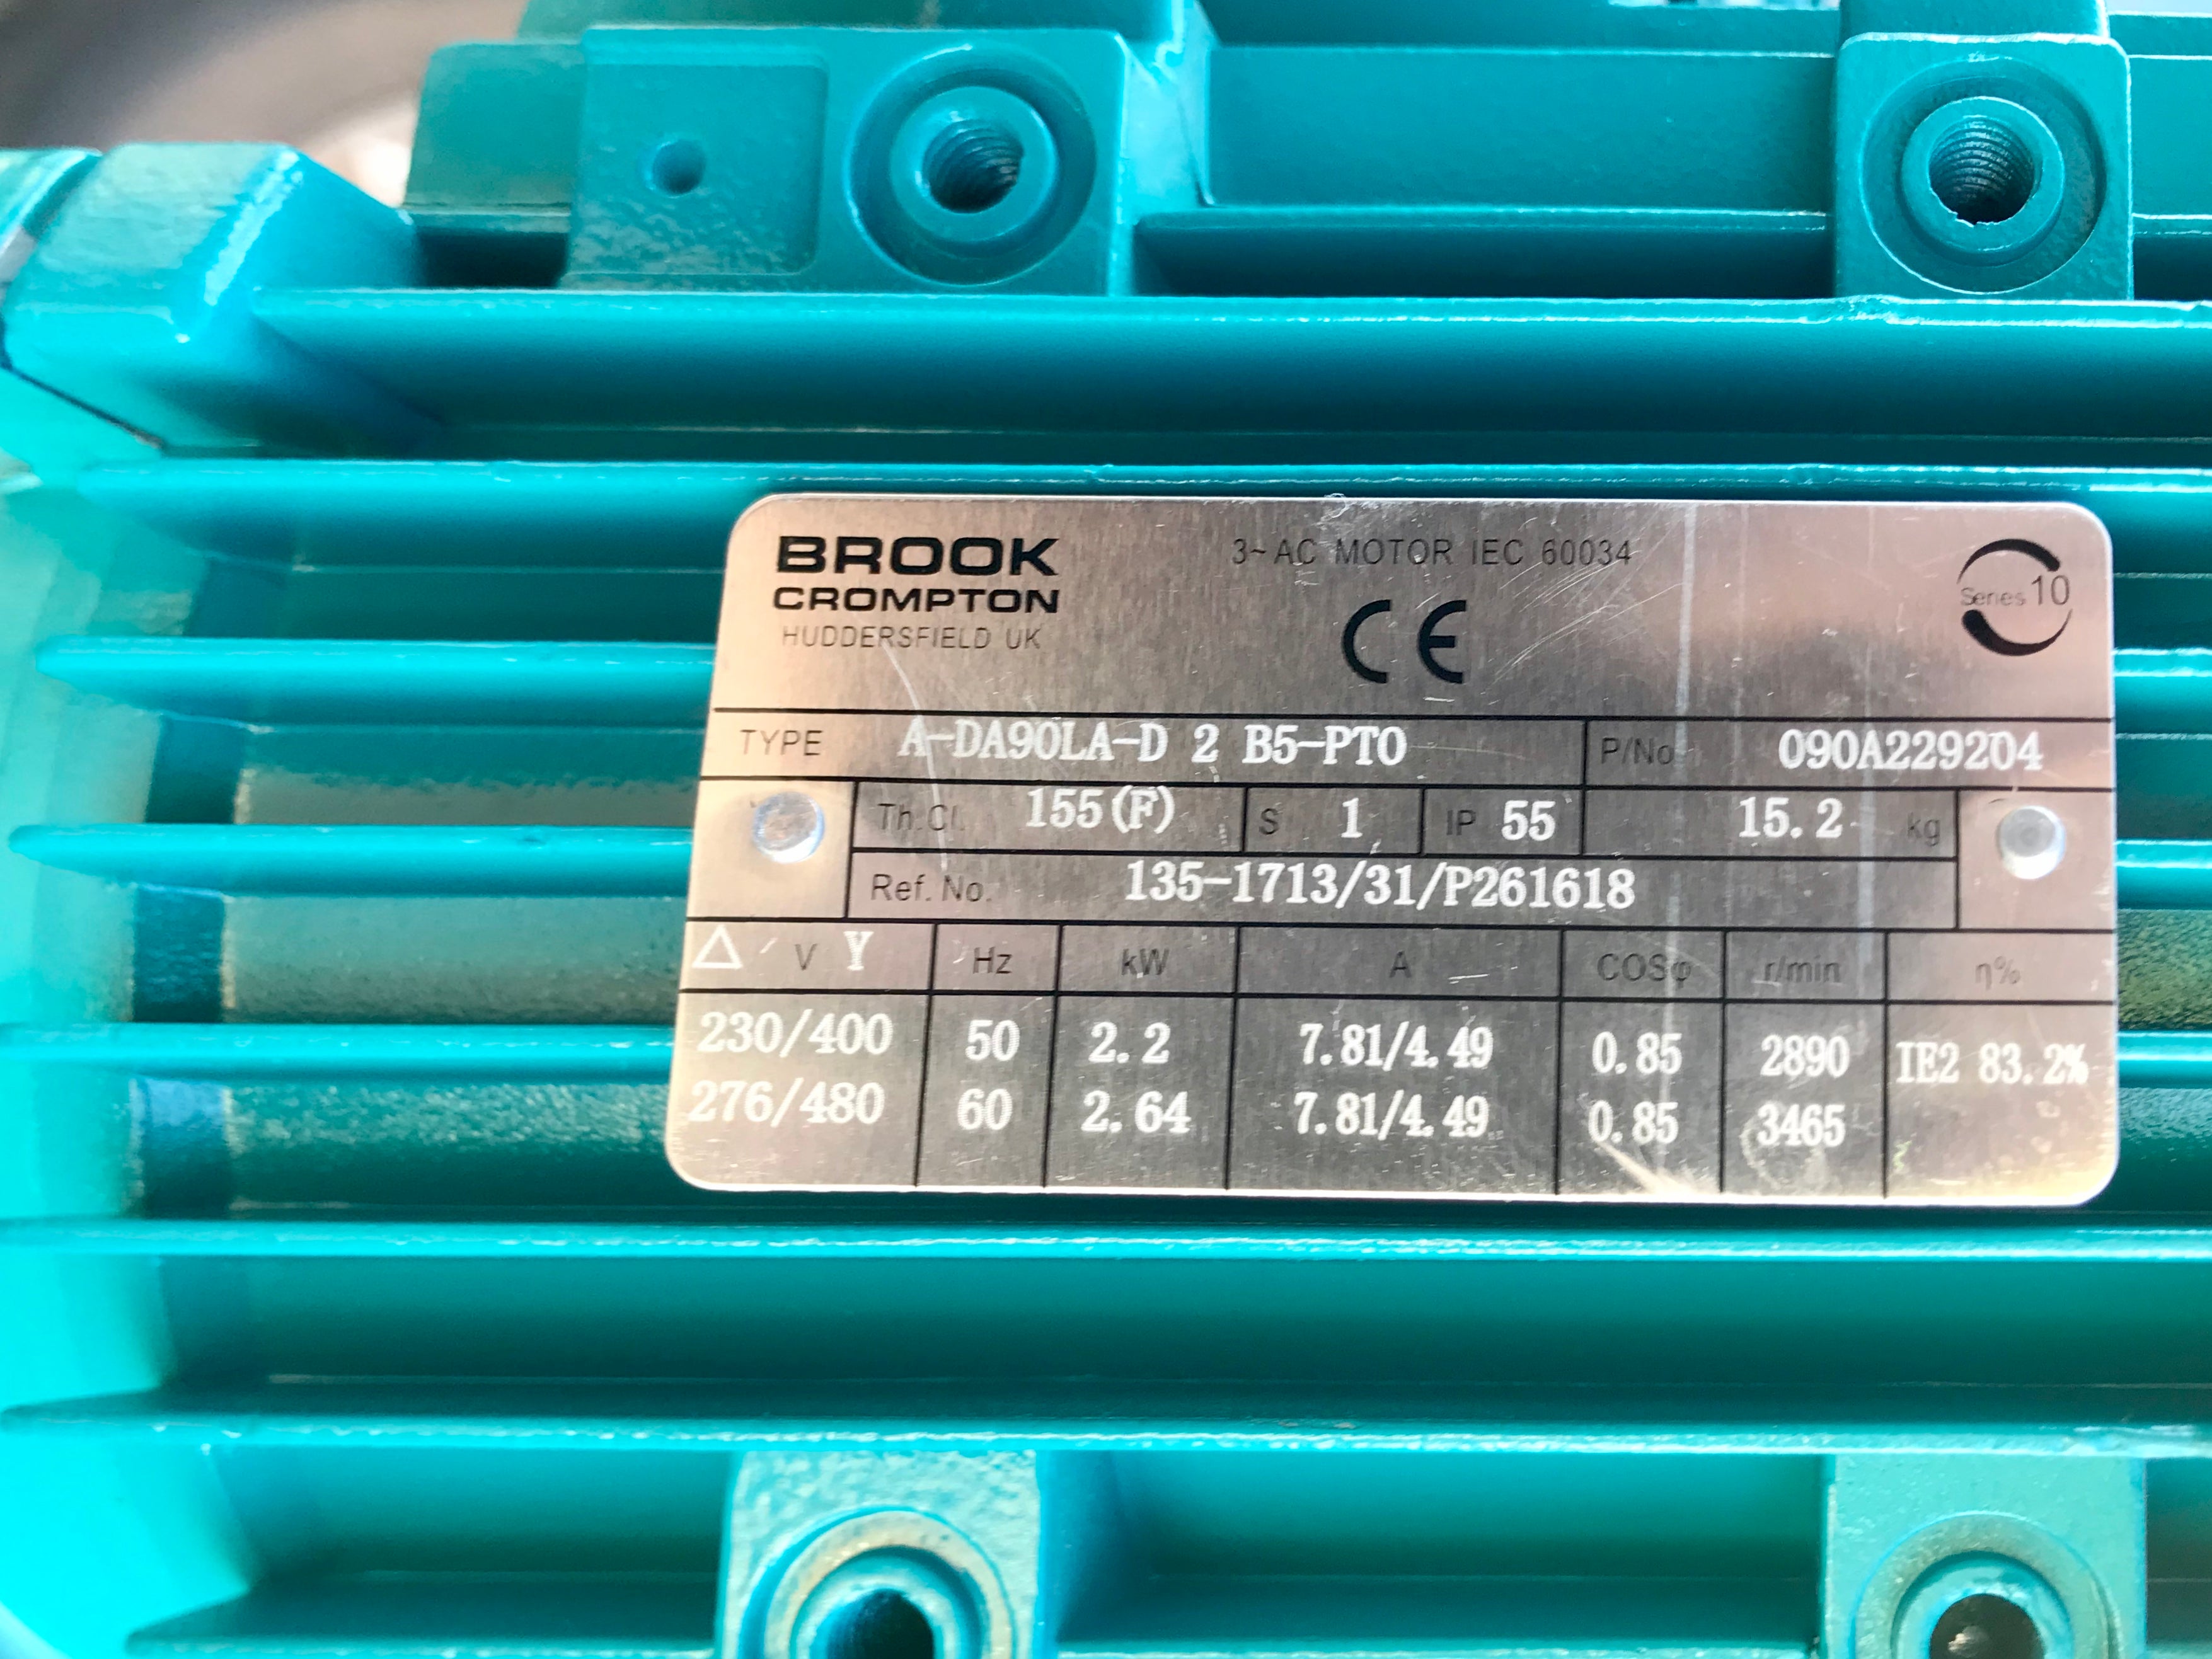 BROOK
CROMPTON
HUDDERSFIELD UK
3~AC MOTOR IEC 60034
CE
Series 10
TYPE A-DA90LA-D 2 B5-PTO P/No 090A229204
Th.Cl. 155(F) S 1 IP 55 15.2 kg
Ref.No. 135-1713/31/P261618
△ / V Y Hz kW A COSφ r/min η%
230/400 50 2.2 7.81/4.49 0.85 2890 IE2 83.2%
276/480 60 2.64 7.81/4.49 0.85 3465